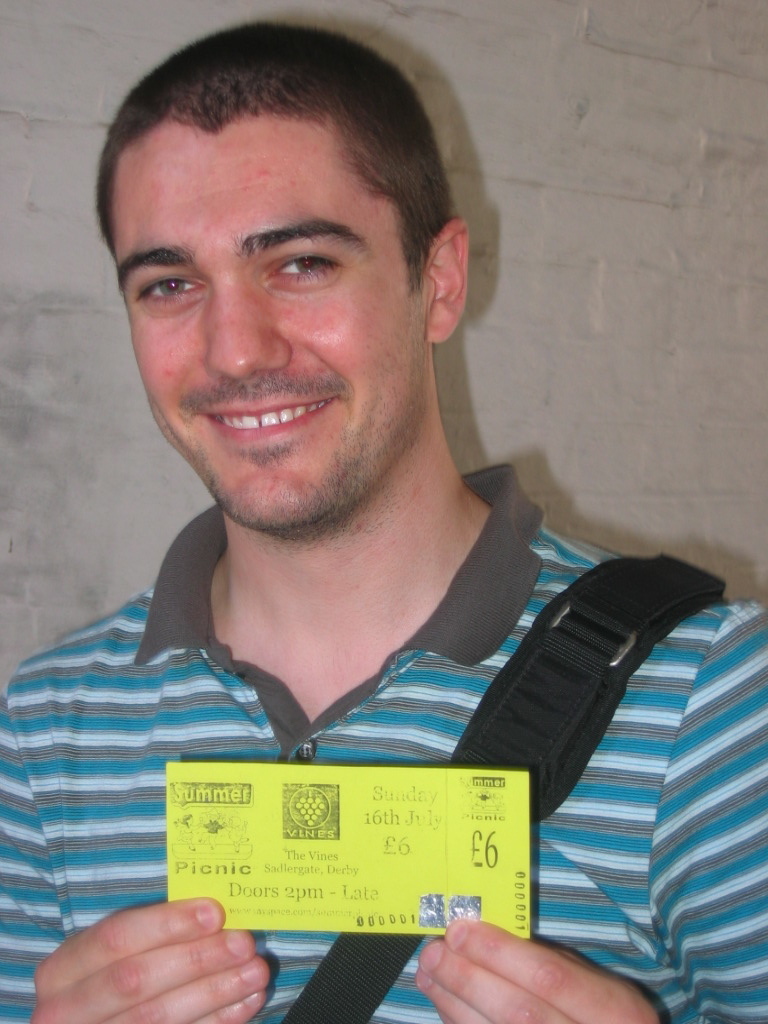 Summer
Picnic
VINES
The Vines
Sadlergate, Derby
Sunday
16th July
£6
Doors 2pm - Late
000001
Summer
Picnic
£6
000001